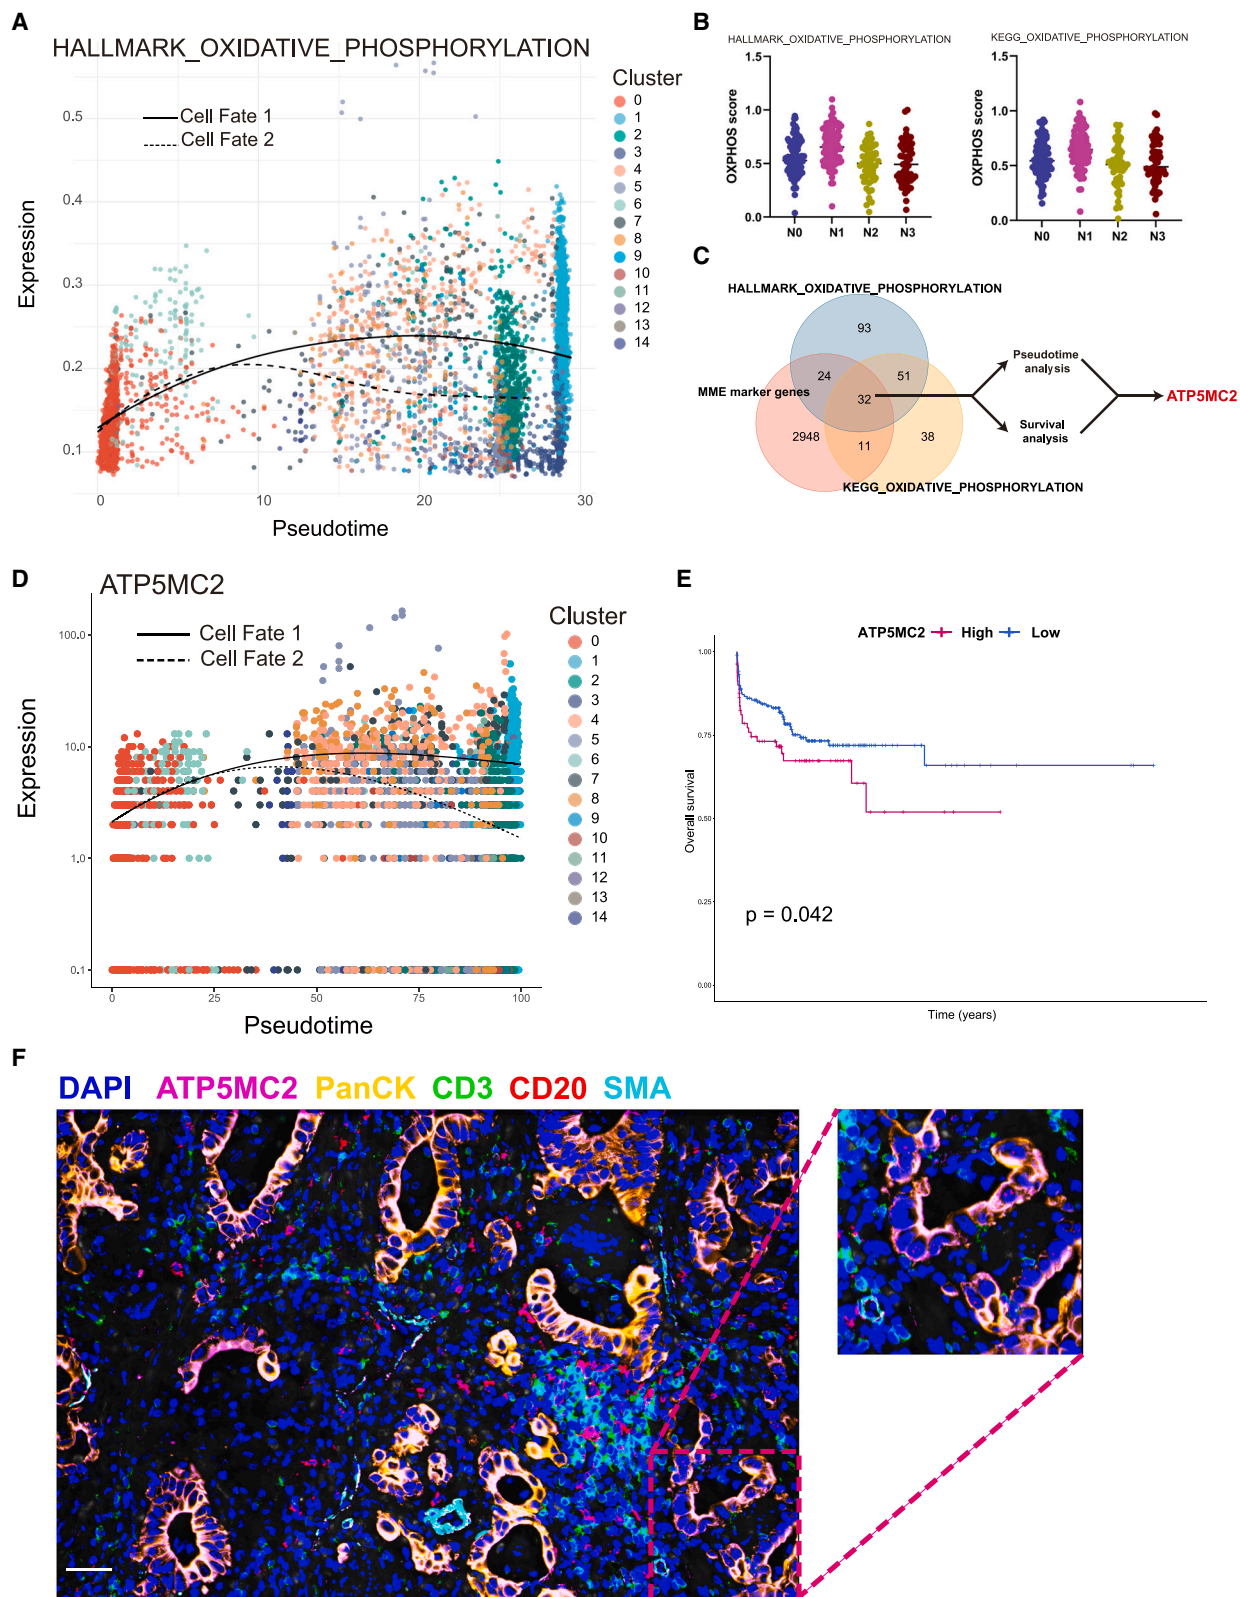 A
HALLMARK_OXIDATIVE_PHOSPHORYLATION
Cell Fate 1
Cell Fate 2
Expression
0.5
0.4
0.3
0.2
0.1
0
10
20
30
Pseudotime
Cluster
0
1
2
3
4
5
6
7
8
9
10
11
12
13
14
B
HALLMARK_OXIDATIVE_PHOSPHORYLATION
OXPHOS score
1.5
1.0
0.5
0.0
N0 N1 N2 N3
KEGG_OXIDATIVE_PHOSPHORYLATION
OXPHOS score
1.5
1.0
0.5
0.0
N0 N1 N2 N3
C
HALLMARK_OXIDATIVE_PHOSPHORYLATION
93
24
51
MME marker genes
32
2948
11
38
KEGG_OXIDATIVE_PHOSPHORYLATION
Pseudotime
analysis
Survival
analysis
ATP5MC2
D
ATP5MC2
Cell Fate 1
Cell Fate 2
Expression
100.0
10.0
1.0
0.1
0
25
50
75
100
Pseudotime
Cluster
0
1
2
3
4
5
6
7
8
9
10
11
12
13
14
E
ATP5MC2 High Low
Overall survival
1.00
0.75
0.50
0.25
0.00
p = 0.042
Time (years)
F
DAPI ATP5MC2 PanCK CD3 CD20 SMA